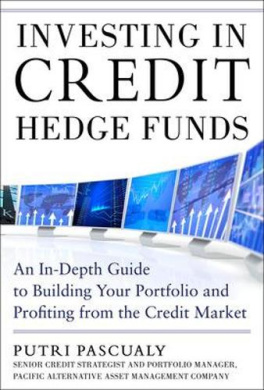 INVESTING IN
CREDIT
HEDGE FUNDS
An In-Depth Guide
to Building Your Portfolio and
Profiting from the Credit Market
PUTRI PASCUALY
SENIOR CREDIT STRATEGIST AND PORTFOLIO MANAGER,
PACIFIC ALTERNATIVE ASSET MANAGEMENT COMPANY